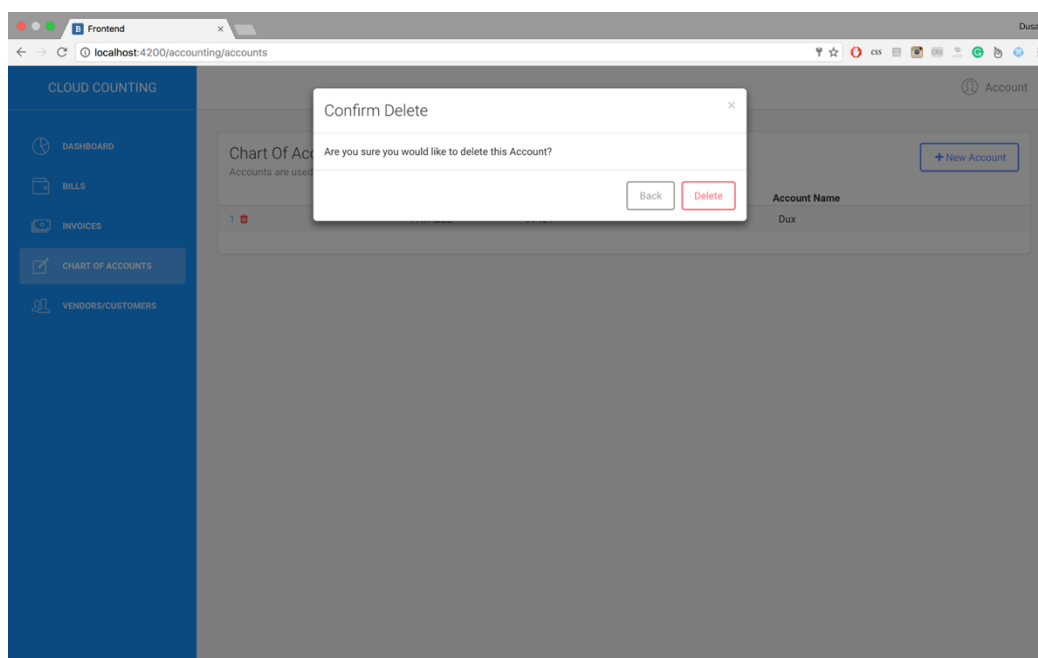 Frontend
Dusa
localhost:4200/accounting/accounts
css
CLOUD COUNTING
Account
Confirm Delete
×
DASHBOARD
Chart Of Acc
Are you sure you would like to delete this Account?
+ New Account
Accounts are used
BILLS
Back
Delete
Account Name
INVOICES
1
Dux
CHART OF ACCOUNTS
VENDORS/CUSTOMERS